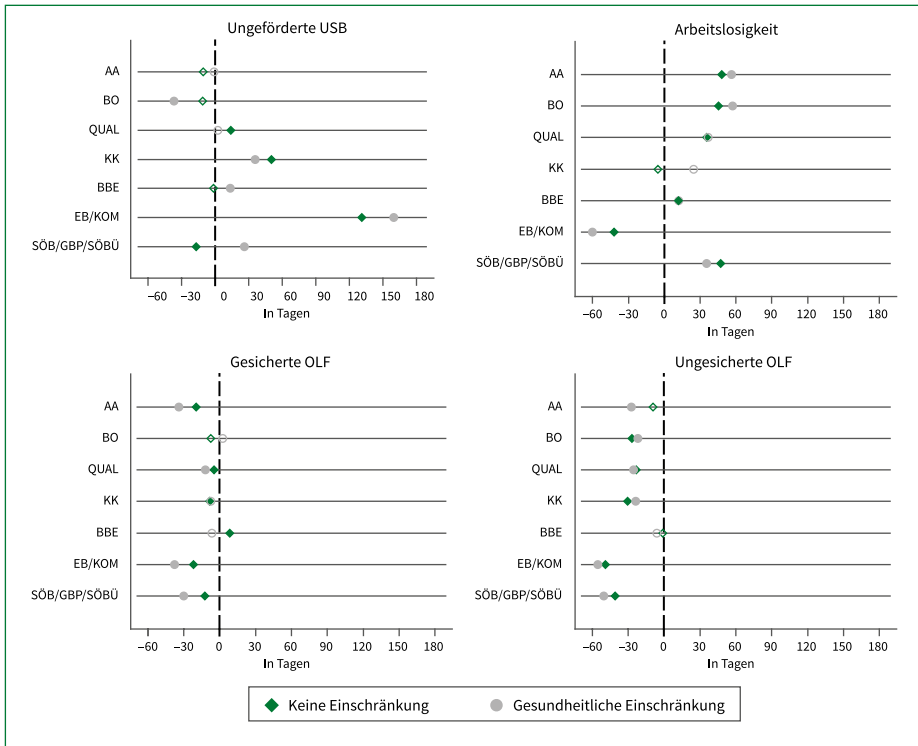 Ungeförderte USB
AA
BO
QUAL
KK
BBE
EB/KOM
SÖB/GBP/SÖBÜ
−60 −30 0 30 60 90 120 150 180
In Tagen
Arbeitslosigkeit
AA
BO
QUAL
KK
BBE
EB/KOM
SÖB/GBP/SÖBÜ
−60 −30 0 30 60 90 120 150 180
In Tagen
Gesicherte OLF
AA
BO
QUAL
KK
BBE
EB/KOM
SÖB/GBP/SÖBÜ
−60 −30 0 30 60 90 120 150 180
In Tagen
Ungesicherte OLF
AA
BO
QUAL
KK
BBE
EB/KOM
SÖB/GBP/SÖBÜ
−60 −30 0 30 60 90 120 150 180
In Tagen
Keine Einschränkung Gesundheitliche Einschränkung